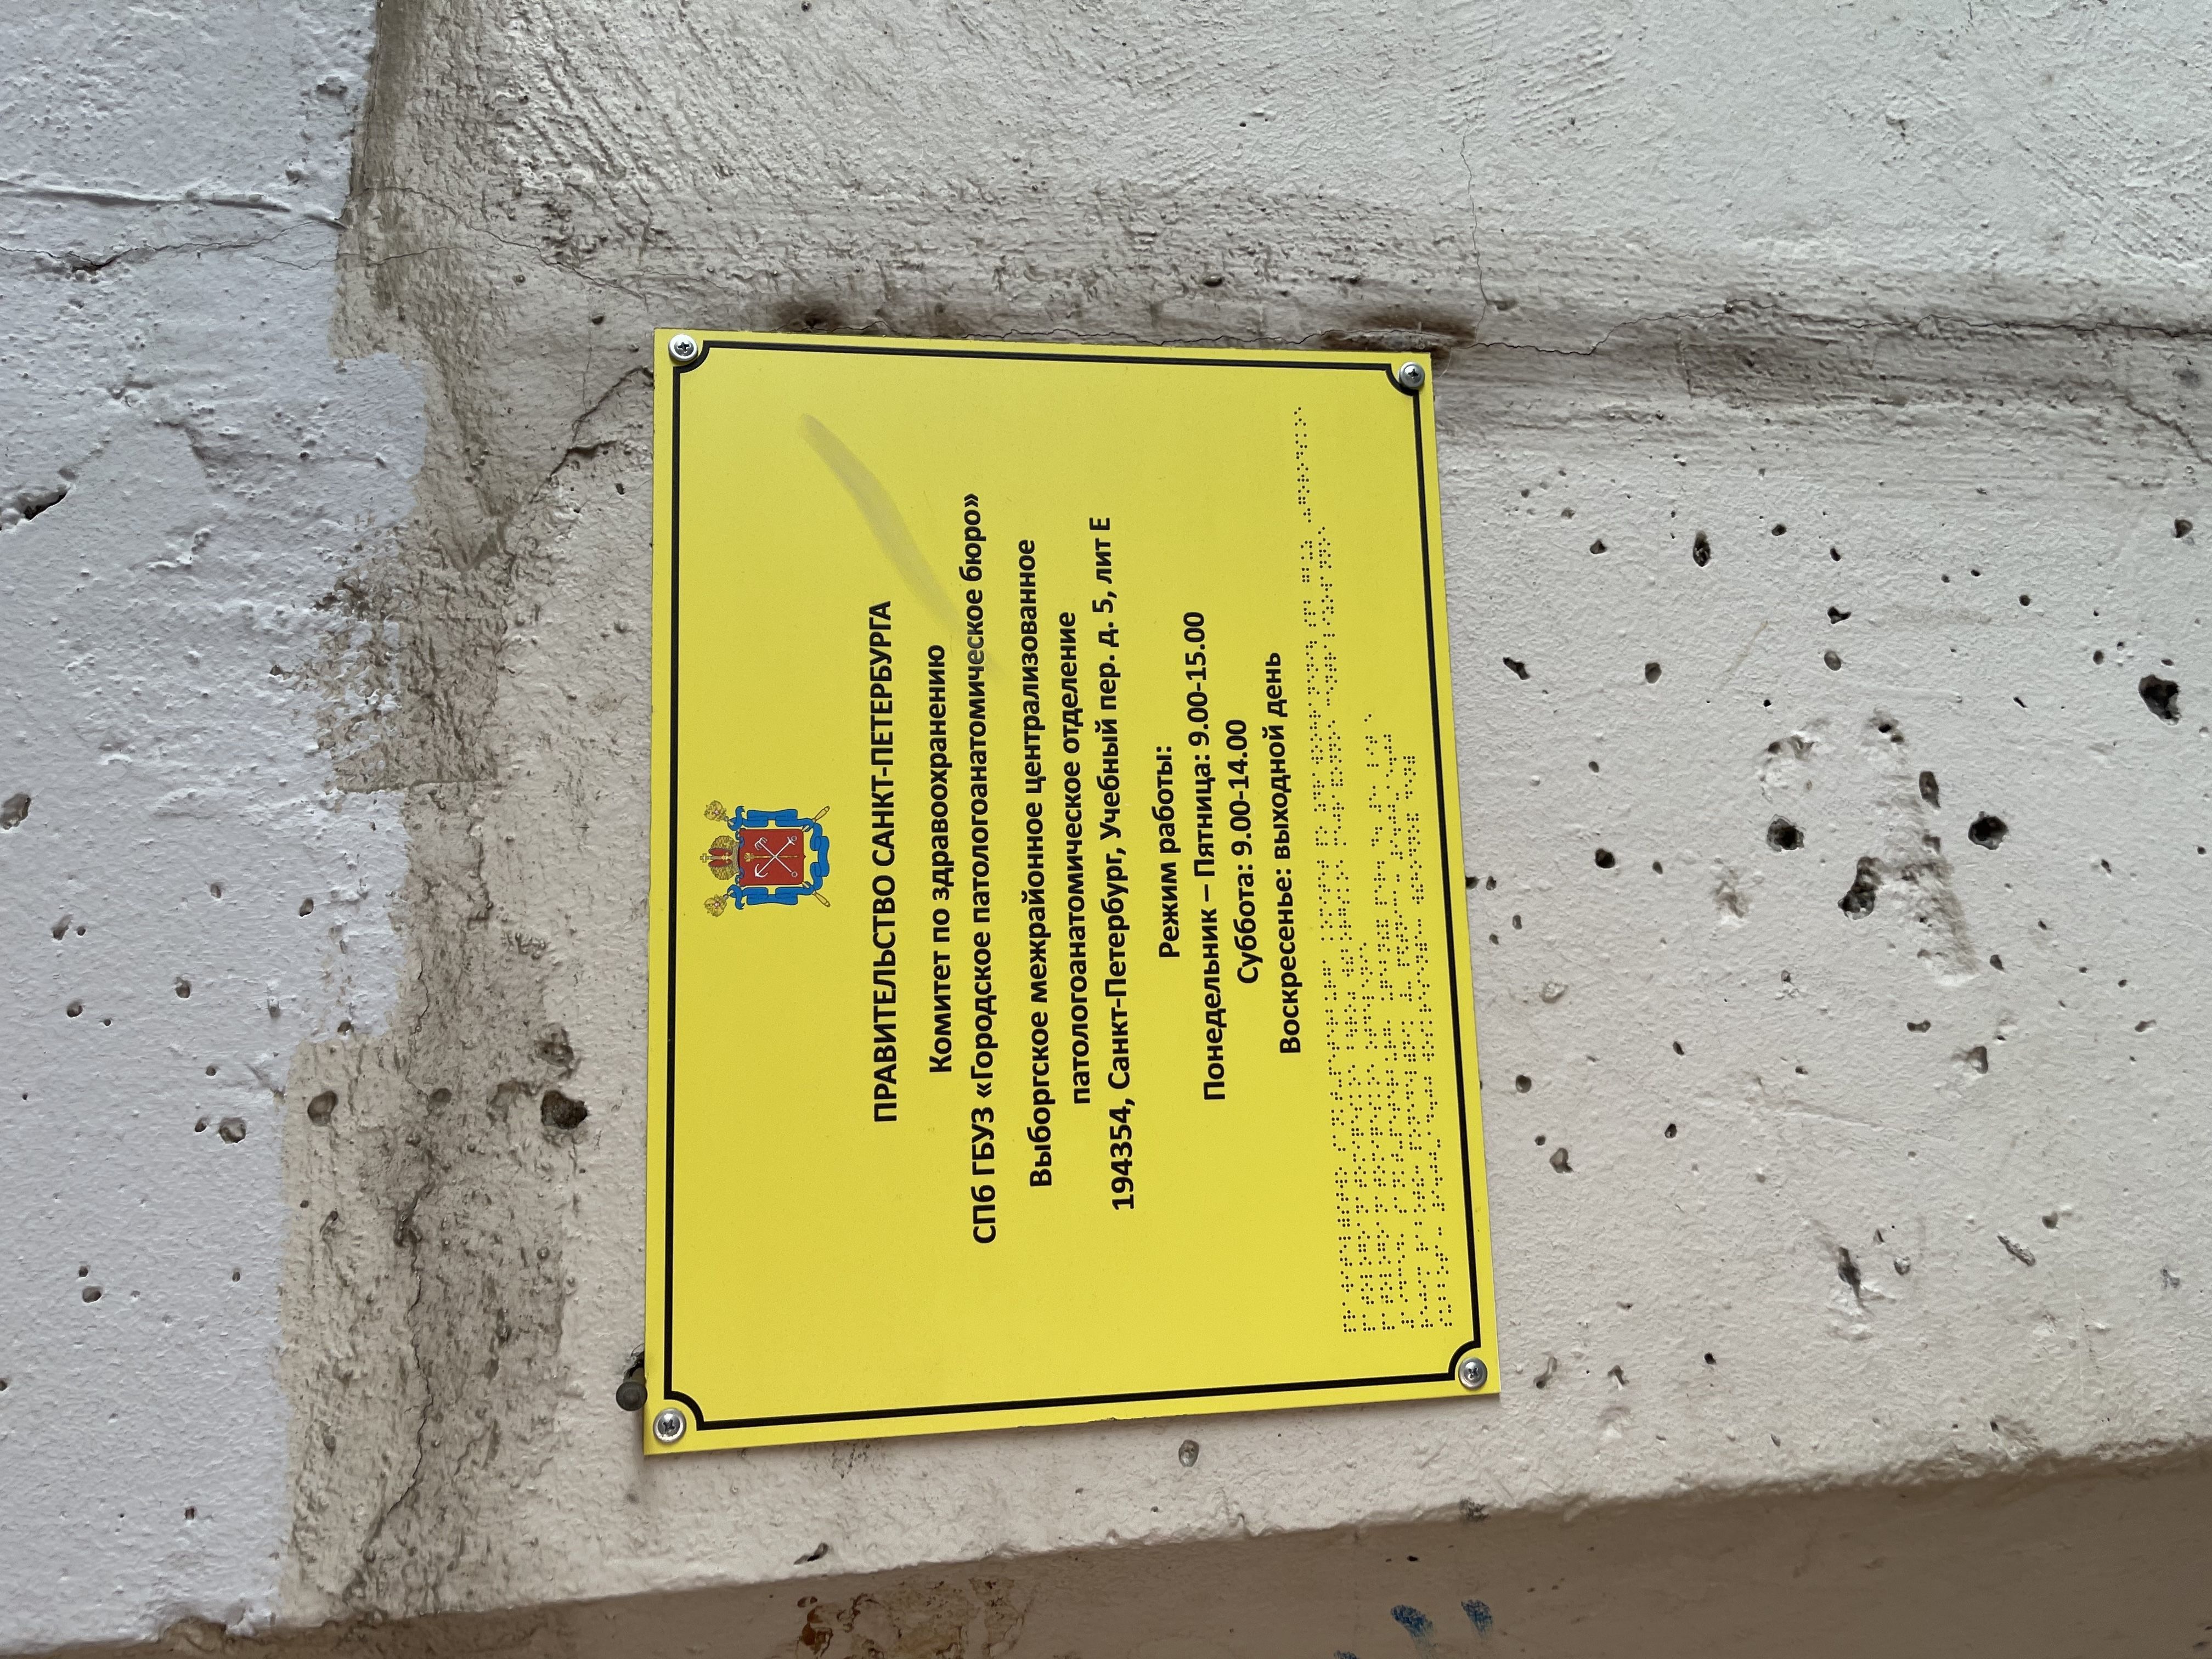 ПРАВИТЕЛЬСТВО САНКТ-ПЕТЕРБУРГА
Комитет по здравоохранению
СПб ГБУЗ «Городское патологоанатомическое бюро»
Выборгское межрайонное централизованное
патологоанатомическое отделение
194354, Санкт-Петербург, Учебный пер. д. 5, лит Е
Режим работы:
Понедельник – Пятница: 9.00-15.00
Суббота: 9.00-14.00
Воскресенье: выходной день